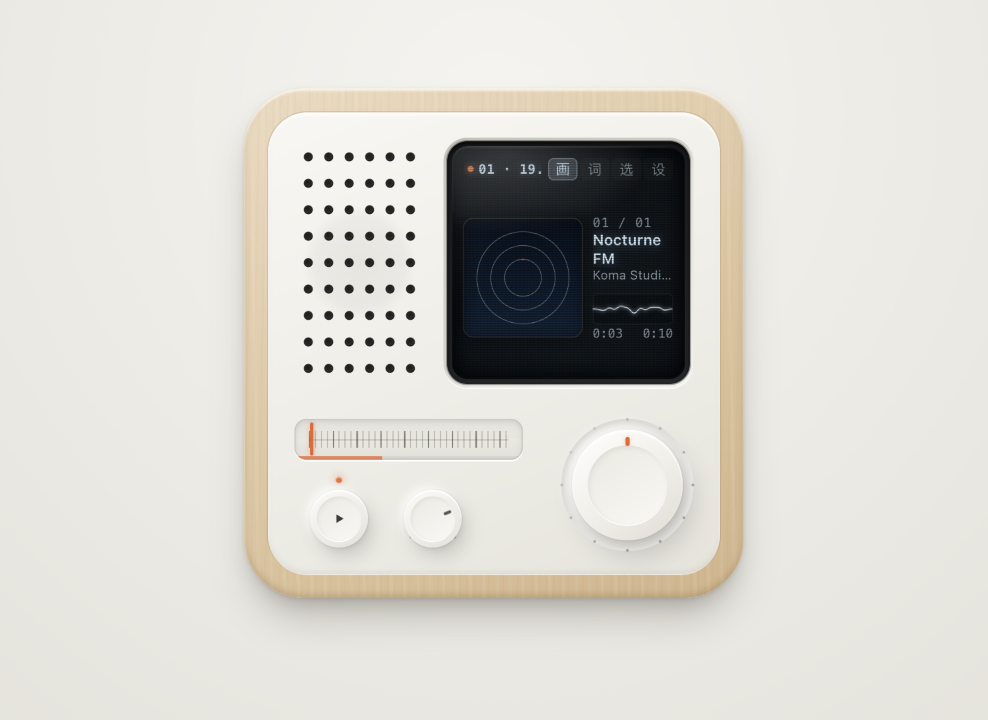 01 · 19. 画 词 选 设
01 / 01
Nocturne
FM
Koma Studi...
0:03 0:10